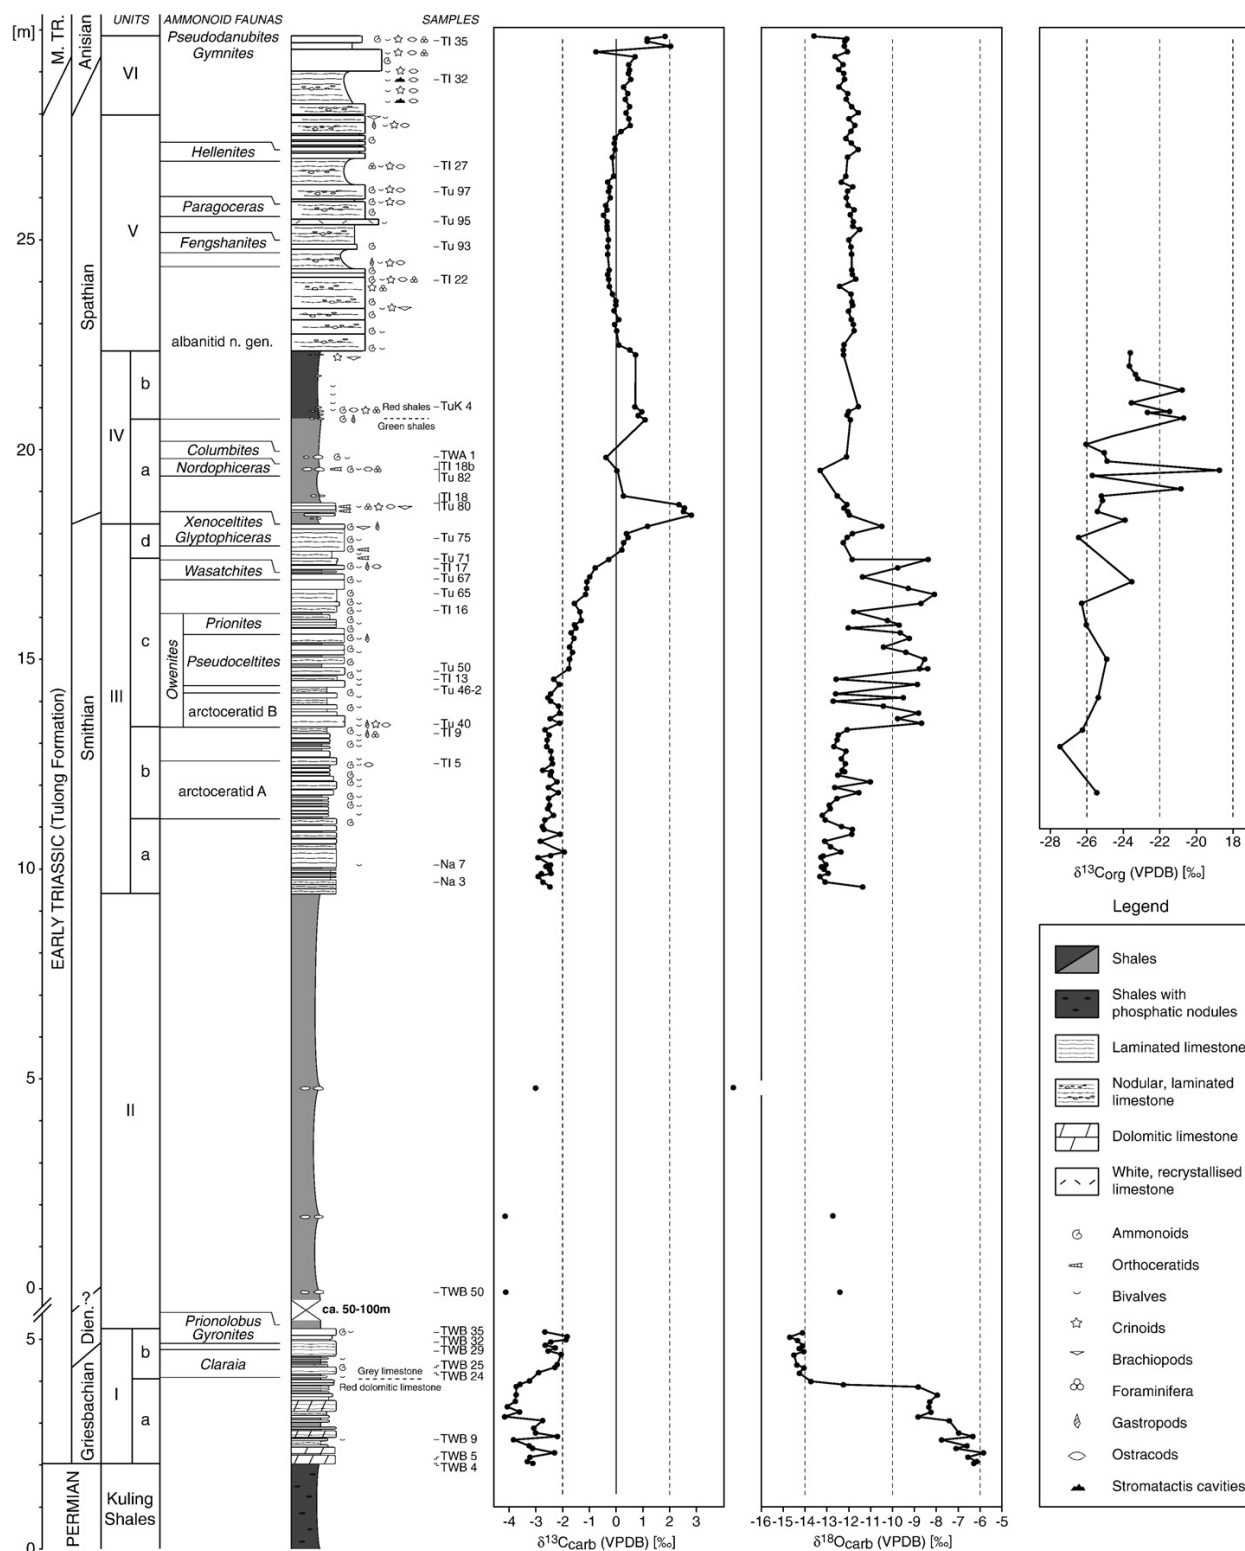 UNITS
AMMONOID FAUNAS
SAMPLES
[m]
M. TR.
Anisian
VI
Pseudodanubites
Gymnites
TI 35
TI 32
Hellenites
TI 27
Tu 97
Paragoceras
Tu 95
V
Fengshanites
Tu 93
25
TI 22
Spathian
albanitid n. gen.
b
Red shales
TuK 4
Green shales
IV
20
a
Columbites
TWA 1
Nordophiceras
TI 18b
Tu 82
TI 18
Tu 80
Xenoceltites
Glyptophiceras
d
Tu 75
Tu 71
Wasatchites
TI 17
Tu 67
Tu 65
TI 16
c
Owenites
Prionites
Pseudoceltites
15
Tu 50
TI 13
Tu 46-2
III
arctoceratid B
Tu 40
TI 9
Smithian
b
TI 5
arctoceratid A
a
Na 7
10
Na 3
EARLY TRIASSIC (Tulong Formation)
5
II
0
TWB 50
?
ca. 50-100m
Dien.
Prionolobus
Gyronites
TWB 35
5
TWB 32
TWB 29
b
Claraia
TWB 25
Grey limestone
TWB 24
Red dolomitic limestone
I
Griesbachian
a
TWB 9
TWB 5
TWB 4
PERMIAN
Kuling
Shales
0
-4 -3 -2 -1 0 1 2 3
δ13Ccarb (VPDB) [‰]
-16 -15 -14 -13 -12 -11 -10 -9 -8 -7 -6 -5
δ18Ocarb (VPDB) [‰]
-28 -26 -24 -22 -20 18
δ13Corg (VPDB) [‰]
Legend
Shales
Shales with
phosphatic nodules
Laminated limestone
Nodular, laminated
limestone
Dolomitic limestone
White, recrystallised
limestone
Ammonoids
Orthoceratids
Bivalves
Crinoids
Brachiopods
Foraminifera
Gastropods
Ostracods
Stromatactis cavities